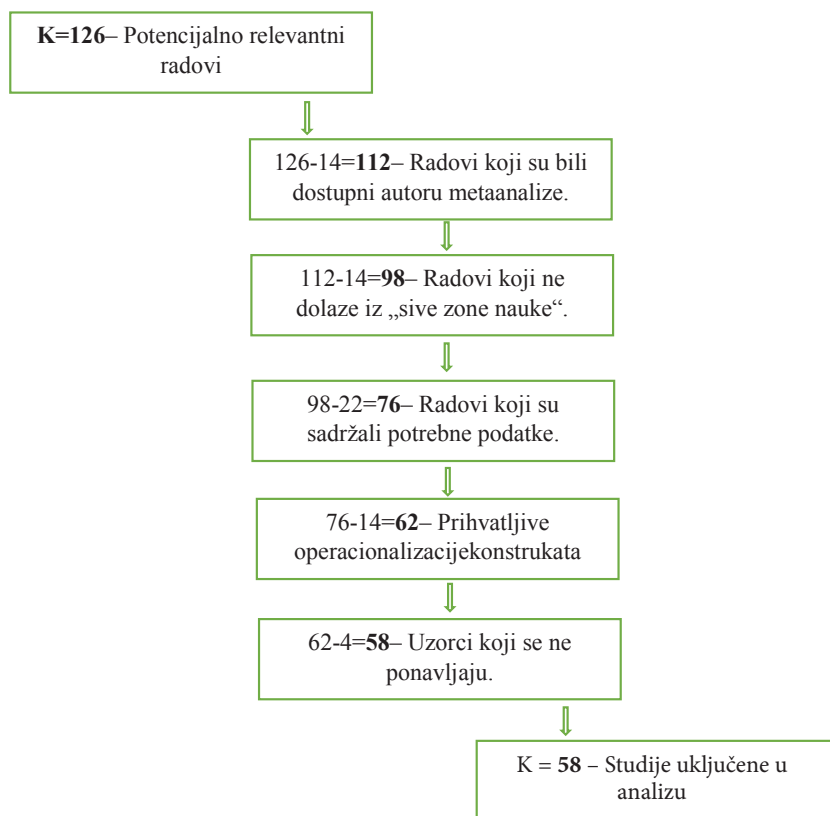 K=126– Potencijalno relevantni
radovi
126-14=112– Radovi koji su bili
dostupni autoru metaanalize.
112-14=98– Radovi koji ne
dolaze iz „sive zone nauke“.
98-22=76– Radovi koji su
sadržali potrebne podatke.
76-14=62– Prihvatljive
operacionalizacijekonstrukata
62-4=58– Uzorci koji se ne
ponavljaju.
K = 58 – Studije uključene u
analizu